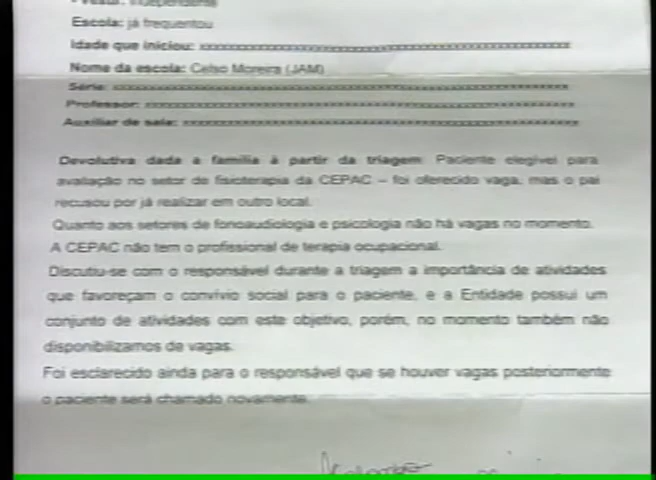 Vestir: Independente
Escola: já frequentou
Idade que iniciou: xxxxxxxxxxxxxxxxxxxxxxxxxxxxxxxxxxxxxxxxxxxxxxxxxxxx
Nome da escola: Celso Moreira (JAM)
Série: xxxxxxxxxxxxxxxxxxxxxxxxxxxxxxxxxxxxxxxxxxxxxxxxxxxxxxxxxxxxxxxx
Professor: xxxxxxxxxxxxxxxxxxxxxxxxxxxxxxxxxxxxxxxxxxxxxxxxxxxxxxxxxxxx
Auxiliar de sala: xxxxxxxxxxxxxxxxxxxxxxxxxxxxxxxxxxxxxxxxxxxxxxxxxxxxxx
Devolutiva dada a família à partir da triagem: Paciente elegível para
avaliação no setor de fisioterapia da CEPAC – foi oferecido vaga, mas o pai
recusou por já realizar em outro local.
Quanto aos setores de fonoaudiologia e psicologia não há vagas no momento.
A CEPAC não tem o profissional de terapia ocupacional.
Discutiu-se com o responsável durante a triagem a importância de atividades
que favoreçam o convívio social para o paciente, e a Entidade possui um
conjunto de atividades com este objetivo, porém, no momento também não
disponibilizamos de vagas.
Foi esclarecido ainda para o responsável que se houver vagas posteriormente
o paciente será chamado novamente.